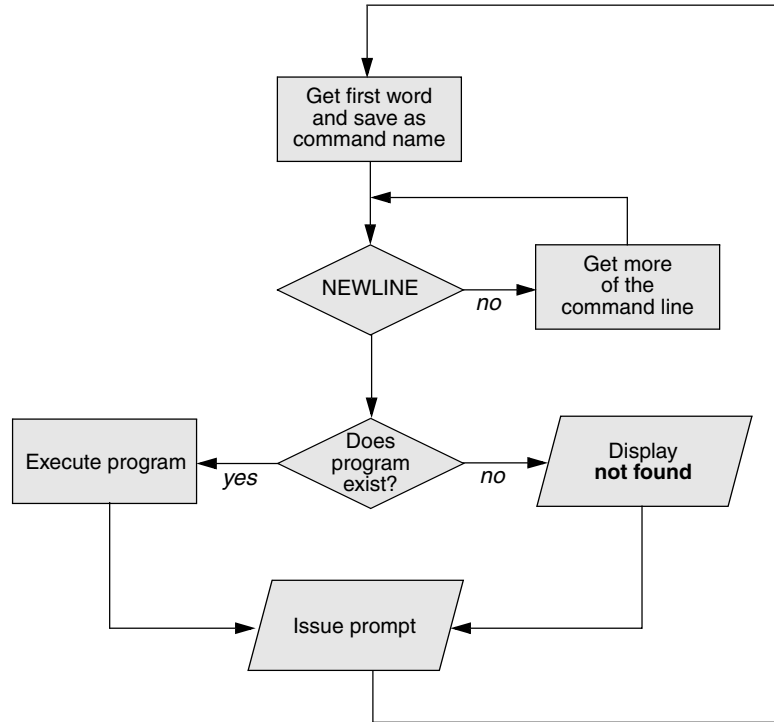 Get first word
and save as
command name
NEWLINE
no
Get more
of the
command line
Does
program
exist?
yes
Execute program
no
Display
not found
Issue prompt